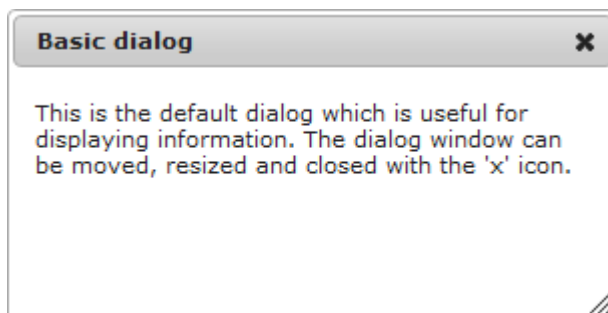 Basic dialog
This is the default dialog which is useful for
displaying information. The dialog window can
be moved, resized and closed with the 'x' icon.